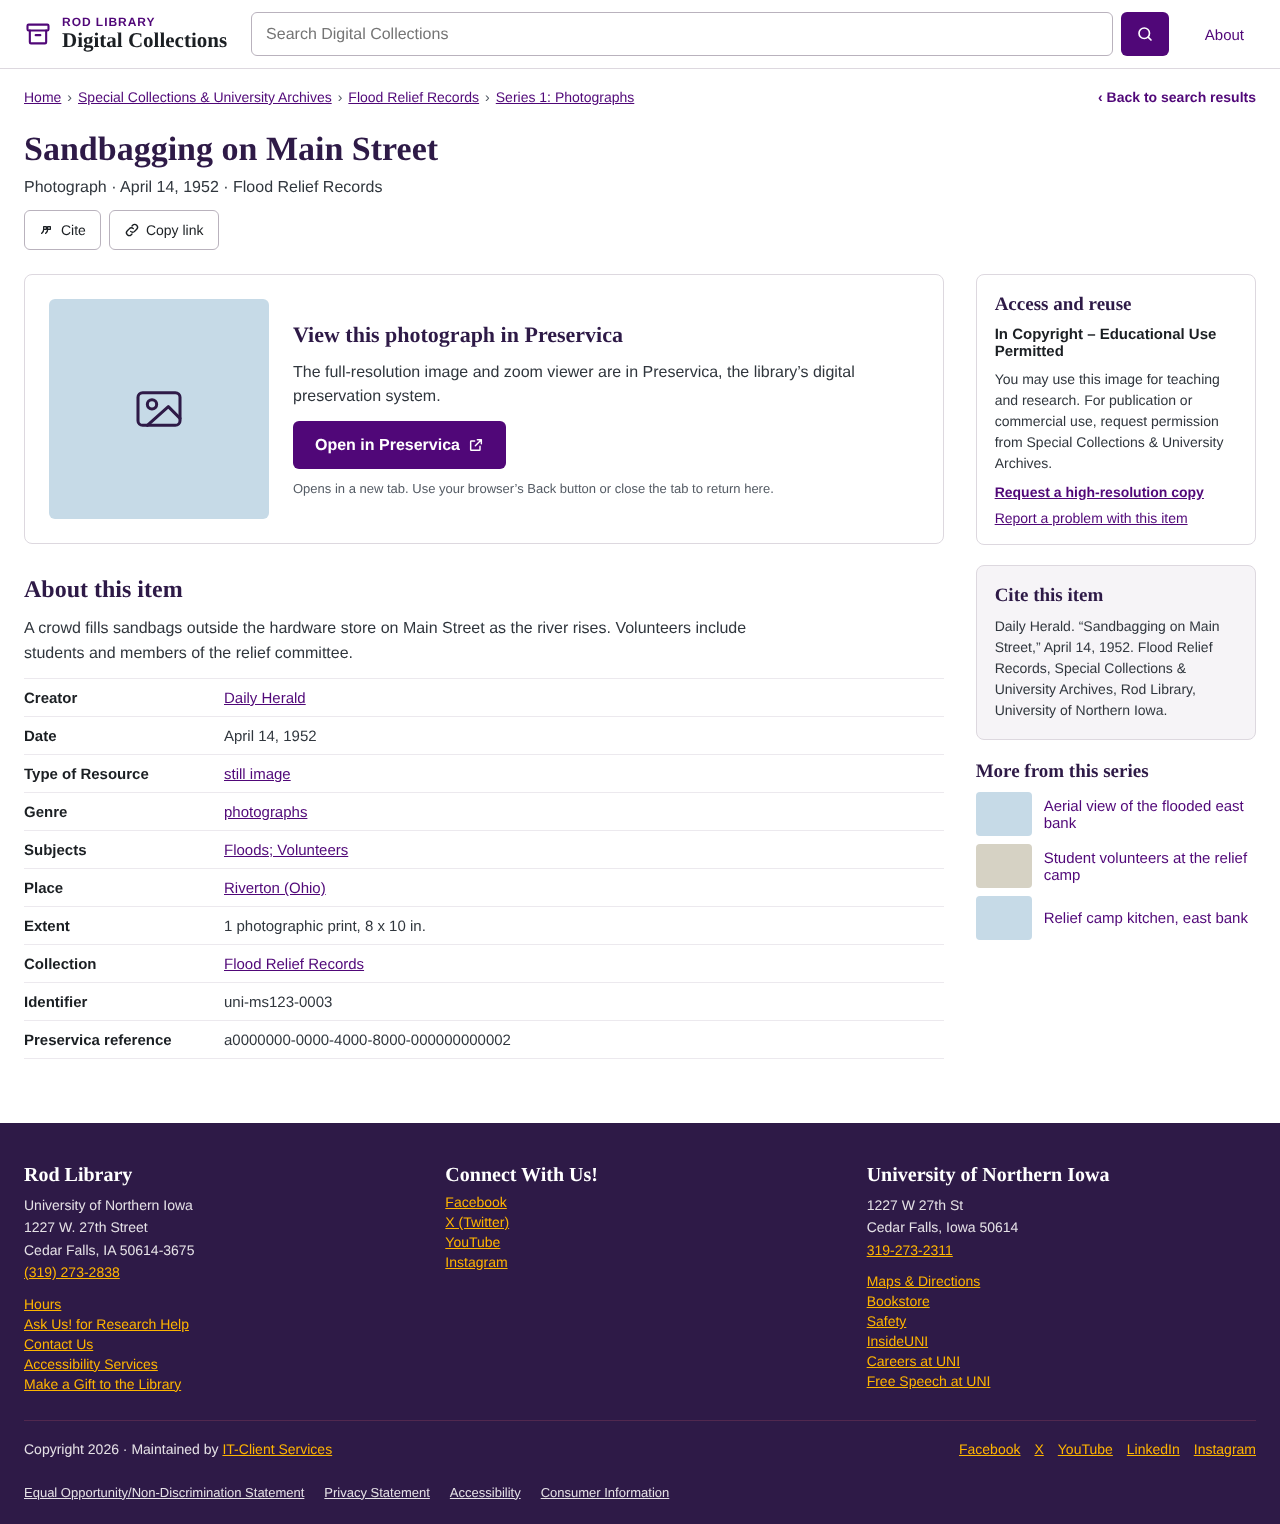 ROD LIBRARY
Digital Collections
Search Digital Collections
About
Home › Special Collections & University Archives › Flood Relief Records › Series 1: Photographs
‹ Back to search results
Sandbagging on Main Street
Photograph · April 14, 1952 · Flood Relief Records
Cite
Copy link
View this photograph in Preservica
The full-resolution image and zoom viewer are in Preservica, the library’s digital
preservation system.
Open in Preservica
Opens in a new tab. Use your browser’s Back button or close the tab to return here.
About this item
A crowd fills sandbags outside the hardware store on Main Street as the river rises. Volunteers include
students and members of the relief committee.
Creator Daily Herald
Date April 14, 1952
Type of Resource still image
Genre photographs
Subjects Floods; Volunteers
Place Riverton (Ohio)
Extent 1 photographic print, 8 x 10 in.
Collection Flood Relief Records
Identifier uni-ms123-0003
Preservica reference a0000000-0000-4000-8000-000000000002
Access and reuse
In Copyright – Educational Use
Permitted
You may use this image for teaching
and research. For publication or
commercial use, request permission
from Special Collections & University
Archives.
Request a high-resolution copy
Report a problem with this item
Cite this item
Daily Herald. “Sandbagging on Main
Street,” April 14, 1952. Flood Relief
Records, Special Collections &
University Archives, Rod Library,
University of Northern Iowa.
More from this series
Aerial view of the flooded east
bank
Student volunteers at the relief
camp
Relief camp kitchen, east bank
Rod Library
University of Northern Iowa
1227 W. 27th Street
Cedar Falls, IA 50614-3675
(319) 273-2838
Hours
Ask Us! for Research Help
Contact Us
Accessibility Services
Make a Gift to the Library
Connect With Us!
Facebook
X (Twitter)
YouTube
Instagram
University of Northern Iowa
1227 W 27th St
Cedar Falls, Iowa 50614
319-273-2311
Maps & Directions
Bookstore
Safety
InsideUNI
Careers at UNI
Free Speech at UNI
Copyright 2026 · Maintained by IT-Client Services
Facebook X YouTube LinkedIn Instagram
Equal Opportunity/Non-Discrimination Statement Privacy Statement Accessibility Consumer Information